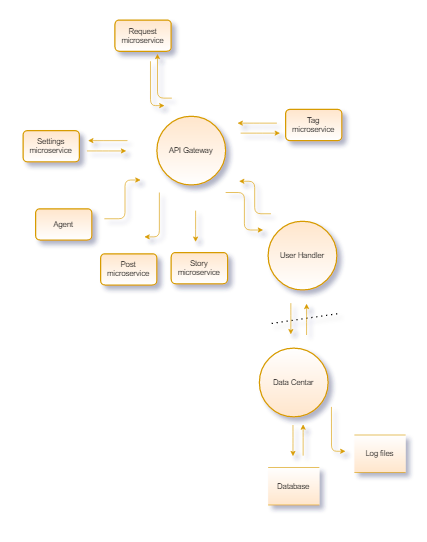 Request
microservice
Tag
microservice
Settings
microservice
API Gateway
Agent
Post
microservice
Story
microservice
User Handler
Data Centar
Log files
Database